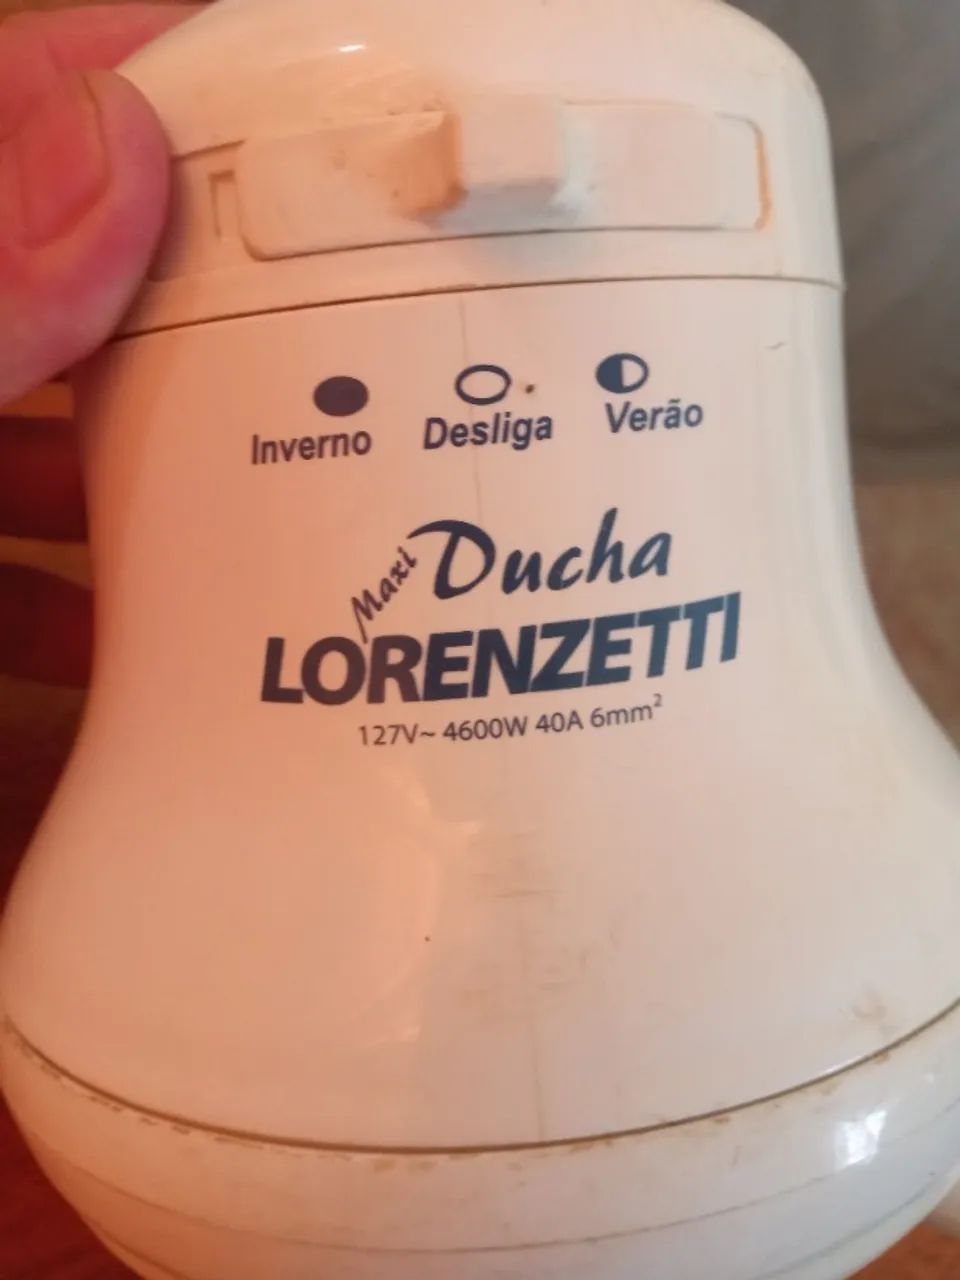 Inverno Desliga Verão
Maxi Ducha
LORENZETTI
127V~ 4600W 40A 6mm²